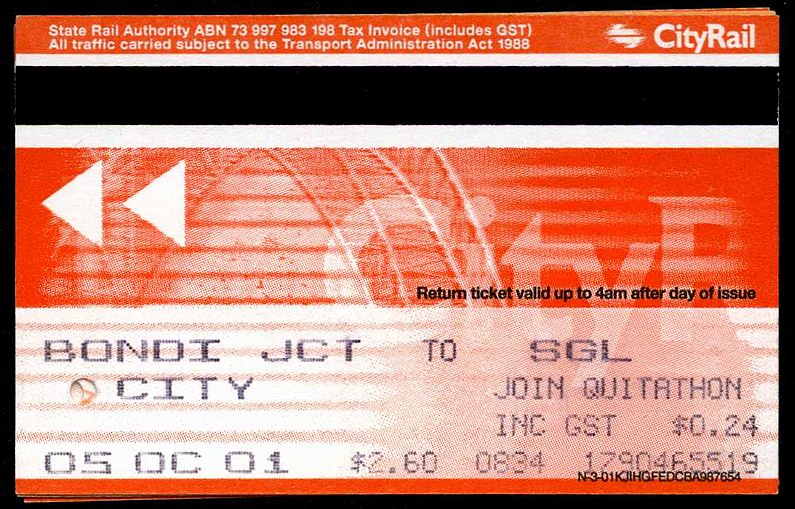 State Rail Authority ABN 73 997 983 198 Tax Invoice (includes GST)
All traffic carried subject to the Transport Administration Act 1988
CityRail
CityR
Return ticket valid up to 4am after day of issue
BONDI JCT TO SGL
CITY JOIN QUITATHON
INC GST $0.24
05 OC 01 $2.60 0834 1790465519
N-3-01KJIHGFEDCBA987654